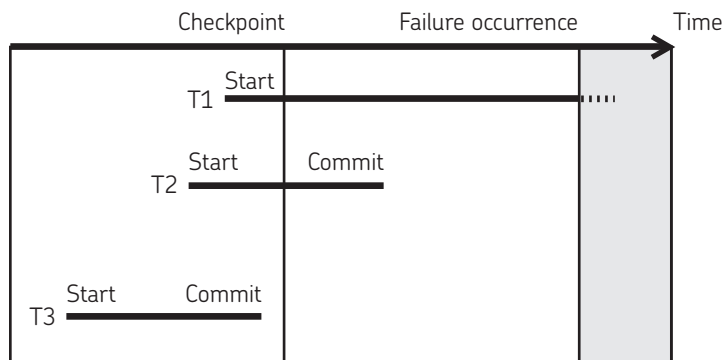 Checkpoint Failure occurrence Time
Start
T1
Start Commit
T2
Start Commit
T3